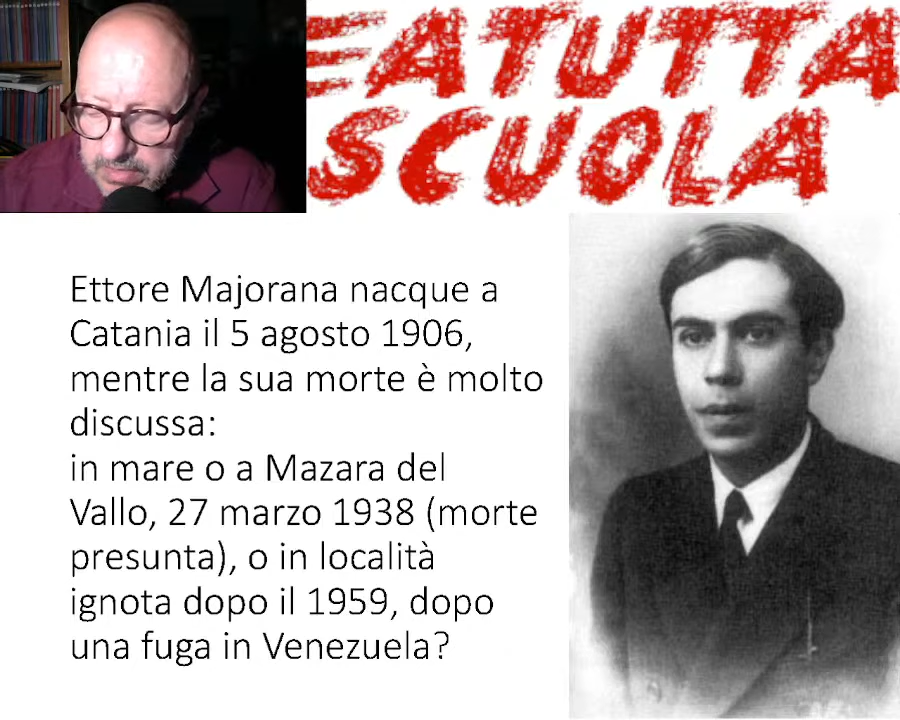 EATUTTA
SCUOLA
Ettore Majorana nacque a
Catania il 5 agosto 1906,
mentre la sua morte è molto
discussa:
in mare o a Mazara del
Vallo, 27 marzo 1938 (morte
presunta), o in località
ignota dopo il 1959, dopo
una fuga in Venezuela?